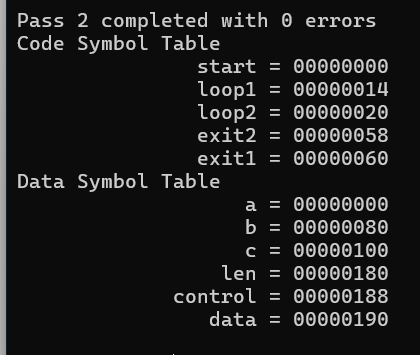 Pass 2 completed with 0 errors
Code Symbol Table
start = 00000000
loop1 = 00000014
loop2 = 00000020
exit2 = 00000058
exit1 = 00000060
Data Symbol Table
a = 00000000
b = 00000080
c = 00000100
len = 00000180
control = 00000188
data = 00000190